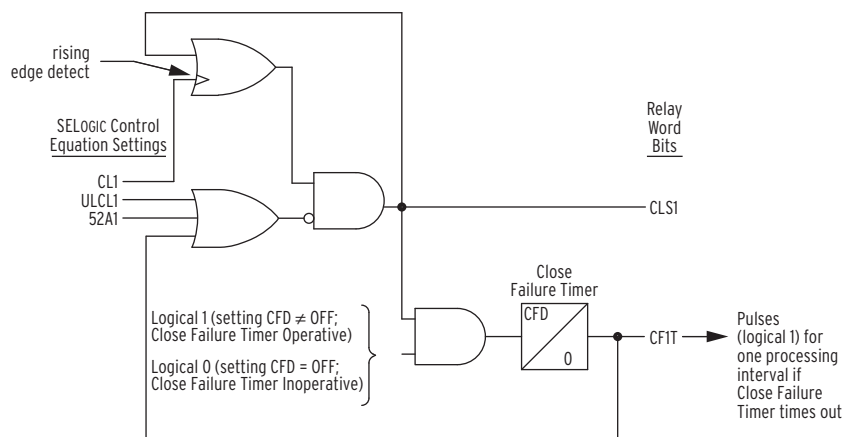 rising
edge detect
SELOGIC Control
Equation Settings
CL1
ULCL1
52A1
Relay
Word
Bits
CLS1
Logical 1 (setting CFD ≠ OFF;
Close Failure Timer Operative)
Logical 0 (setting CFD = OFF;
Close Failure Timer Inoperative)
Close
Failure Timer
CFD
0
CF1T
Pulses
(logical 1) for
one processing
interval if
Close Failure
Timer times out